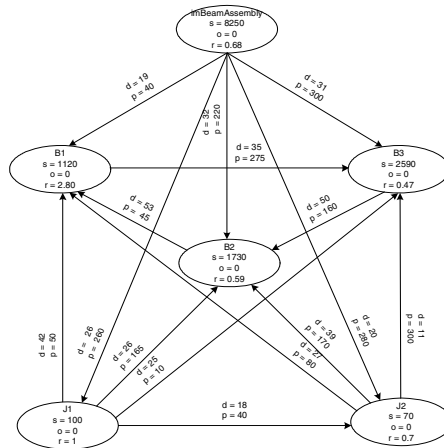 ImBeamAssembly
s = 8250
o = 0
r = 0.68
d = 19
p = 40
d = 32
p = 220
d = 31
p = 300
B1
s = 1120
o = 0
r = 2.80
d = 35
p = 275
B3
s = 2590
o = 0
r = 0.47
d = 53
p = 45
d = 50
p = 160
B2
s = 1730
o = 0
r = 0.59
d = 42
p = 50
d = 26
p = 260
d = 26
p = 165
d = 25
p = 10
d = 39
p = 170
d = 27
p = 80
d = 20
p = 280
d = 11
p = 300
J1
s = 100
o = 0
r = 1
d = 18
p = 40
J2
s = 70
o = 0
r = 0.7